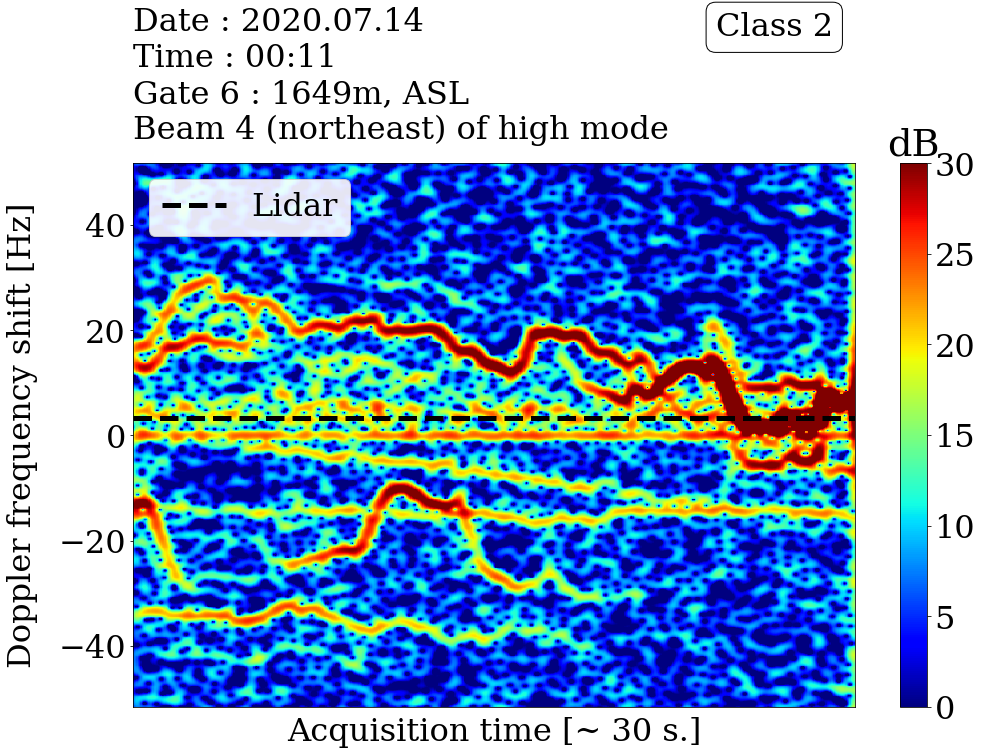 Date : 2020.07.14
Time : 00:11
Gate 6 : 1649m, ASL
Beam 4 (northeast) of high mode
Class 2
dB
Lidar
Doppler frequency shift [Hz]
40
20
0
−20
−40
30
25
20
15
10
5
0
Acquisition time [~ 30 s.]